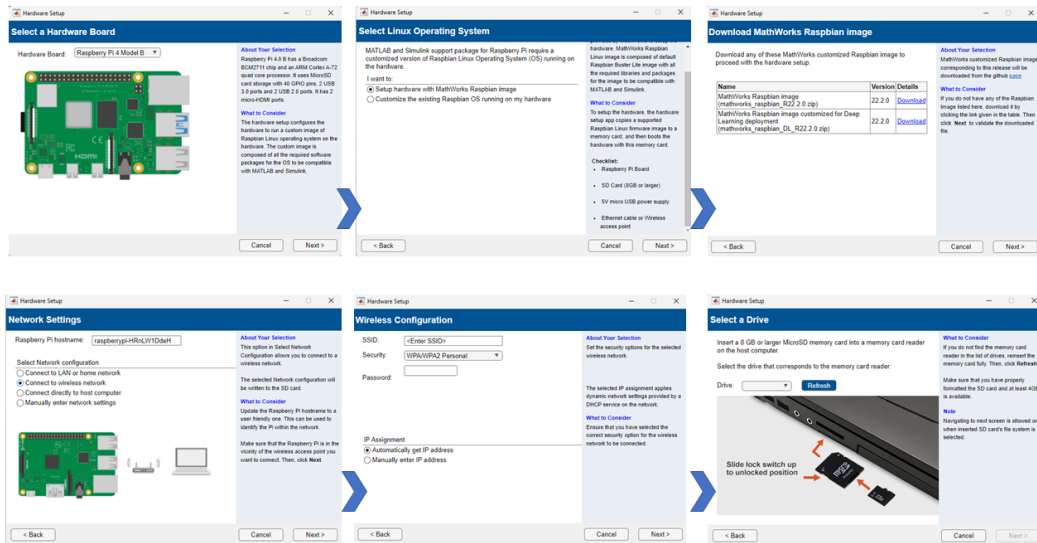 Hardware Setup
Select a Hardware Board
Hardware Board:
Raspberry Pi 4 Model B
HDMI
About Your Selection
Raspberry Pi 4.0 B has a Broadcom
BCM2711 chip and an ARM Cortex A-72
quad core processor. It uses MicroSD
card storage with 40 GPIO pins, 2 USB
3.0 ports and 2 USB 2.0 ports. It has 2
micro-HDMI ports.
What to Consider
The hardware setup configures the
hardware to run a custom image of
Raspbian Linux operating system on the
hardware. The custom image is
composed of all the required software
packages for the OS to be compatible
with MATLAB and Simulink.
Cancel
Next >
Hardware Setup
Select Linux Operating System
MATLAB and Simulink support package for Raspberry Pi require a
customized version of Raspbian Linux Operating System (OS) running on
the hardware.
I want to:
Setup hardware with MathWorks Raspbian Image
Customize the existing Raspbian OS running on my hardware
hardware. MathWorks Raspbian
Linux image is composed of default
Raspbian Buster Lite image with all
the required libraries and packages
for the image to be compatible with
MATLAB and Simulink.
What to Consider
To setup the hardware, the hardware
setup app copies a supported
Raspbian Linux firmware image to a
memory card, and then boots the
hardware with this memory card.
Checklist:
• Raspberry Pi Board
• SD Card (8GB or larger)
• 5V micro USB power supply
• Ethernet cable or Wireless
access point
< Back
Cancel
Next >
Hardware Setup
Download MathWorks Raspbian image
Download any of these MathWorks customized Raspbian image to
proceed with the hardware setup.
Name Version Details
MathWorks Raspbian Image
(mathworks_raspbian_R22.2.0.zip) 22.2.0 Download
MathWorks Raspbian image customized for Deep
Learning deployment
(mathworks_raspbian_DL_R22.2.0.zip) 22.2.0 Download
About Your Selection
MathWorks customized Raspbian image
corresponding to this release will be
downloaded from the github page
What to Consider
If you do not have any of the Raspbian
Image listed here, download it by
clicking the link given in the table. Then
click Next to validate the downloaded
file.
< Back
Cancel
Next >
Hardware Setup
Network Settings
Raspberry Pi hostname:
raspberrypi-HRnLW1DdeH
Select Network configuration
Connect to LAN or home network
Connect to wireless network
Connect directly to host computer
Manually enter network settings
About Your Selection
This option in Select Network
Configuration allows you to connect to a
wireless network.
The selected Network configuration will
be written to the SD card.
What to Consider
Update the Raspberry Pi hostname to a
user friendly one. This can be used to
identify the Pi within the network.
Make sure that the Raspberry Pi is in the
vicinity of the wireless access point you
want to connect. Then, click Next.
< Back
Cancel
Next >
Hardware Setup
Wireless Configuration
SSID:
<Enter SSID>
Security:
WPA/WPA2 Personal
Password:
IP Assignment
Automatically get IP address
Manually enter IP address
About Your Selection
Set the security options for the selected
wireless network.
The selected IP assignment applies
dynamic network settings provided by a
DHCP service on the network.
What to Consider
Ensure that you have selected the
correct security option for the wireless
network to be connected.
< Back
Cancel
Next >
Hardware Setup
Select a Drive
Insert a 8 GB or larger MicroSD memory card into a memory card reader
on the host computer.
Select the drive that corresponds to the memory card reader:
Drive:
Refresh
Slide lock switch up
to unlocked position
What to Consider
If you do not find the memory card
reader in the list of drives, reinsert the
memory card fully. Then, click Refresh
Make sure that you have properly
formatted the SD card and at least 4GB
is available.
Note
Navigating to next screen is allowed on
when inserted SD card's file system is
selected.
< Back
Cancel
Next >